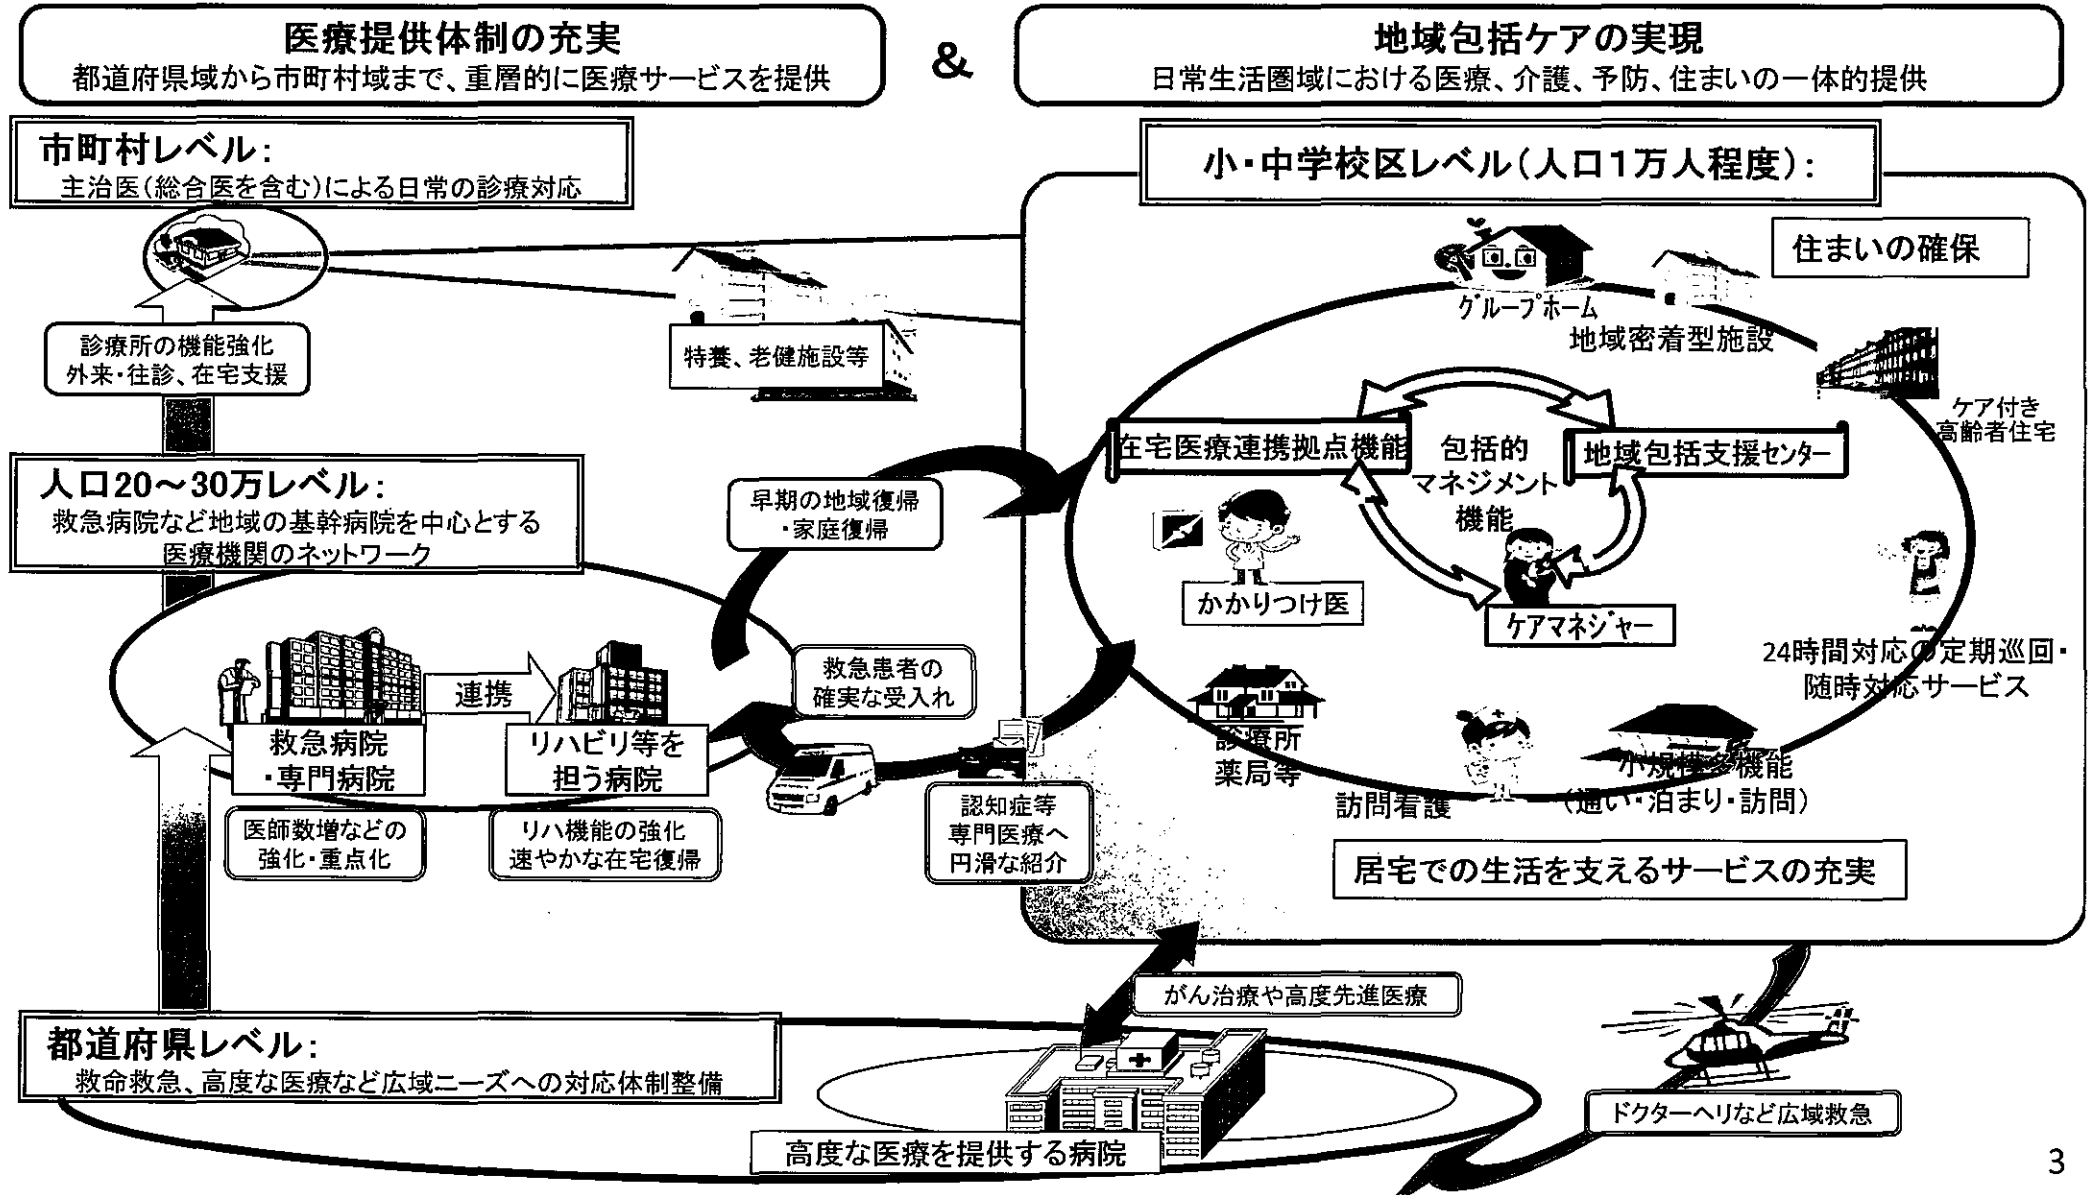 医療提供体制の充実
都道府県域から市町村域まで、重層的に医療サービスを提供
&
地域包括ケアの実現
日常生活圏域における医療、介護、予防、住まいの一体的提供
市町村レベル：
主治医（総合医を含む）による日常の診療対応
小・中学校区レベル（人口１万人程度）：
住まいの確保
グループホーム
地域密着型施設
ケア付き
高齢者住宅
診療所の機能強化
外来・往診、在宅支援
特養、老健施設等
在宅医療連携拠点機能
包括的
マネジメント
機能
地域包括支援センター
かかりつけ医
ケアマネジャー
24時間対応の定期巡回・
随時対応サービス
診療所
薬局等
訪問看護
小規模多機能
（通い・泊まり・訪問）
居宅での生活を支えるサービスの充実
人口20～30万レベル：
救急病院など地域の基幹病院を中心とする
医療機関のネットワーク
早期の地域復帰
・家庭復帰
救急患者の
確実な受入れ
連携
救急病院
・専門病院
リハビリ等を
担う病院
医師数増などの
強化・重点化
リハ機能の強化
速やかな在宅復帰
認知症等
専門医療へ
円滑な紹介
がん治療や高度先進医療
都道府県レベル：
救命救急、高度な医療など広域ニーズへの対応体制整備
高度な医療を提供する病院
ドクターヘリなど広域救急
3